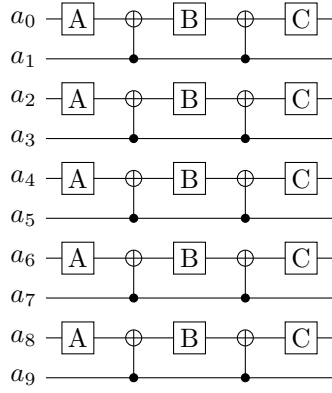 a0 A B C
a1
a2 A B C
a3
a4 A B C
a5
a6 A B C
a7
a8 A B C
a9